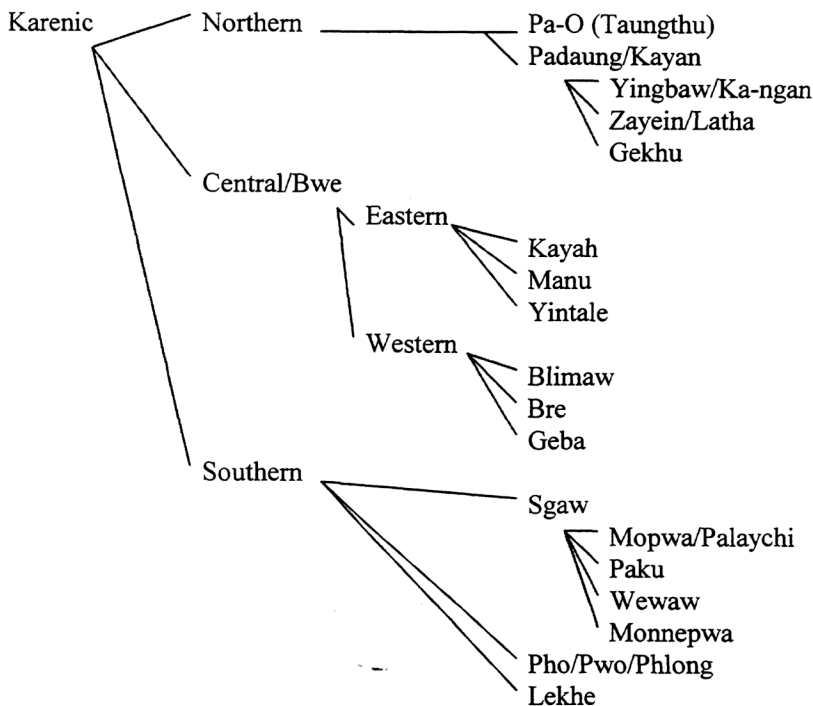 Karenic Northern Pa-O (Taungthu)
Padaung/Kayan
Yingbaw/Ka-ngan
Zayein/Latha
Gekhu
Central/Bwe
Eastern
Kayah
Manu
Yintale
Western
Blimaw
Bre
Geba
Southern
Sgaw
Mopwa/Palaychi
Paku
Wewaw
Monnepwa
Pho/Pwo/Phlong
Lekhe